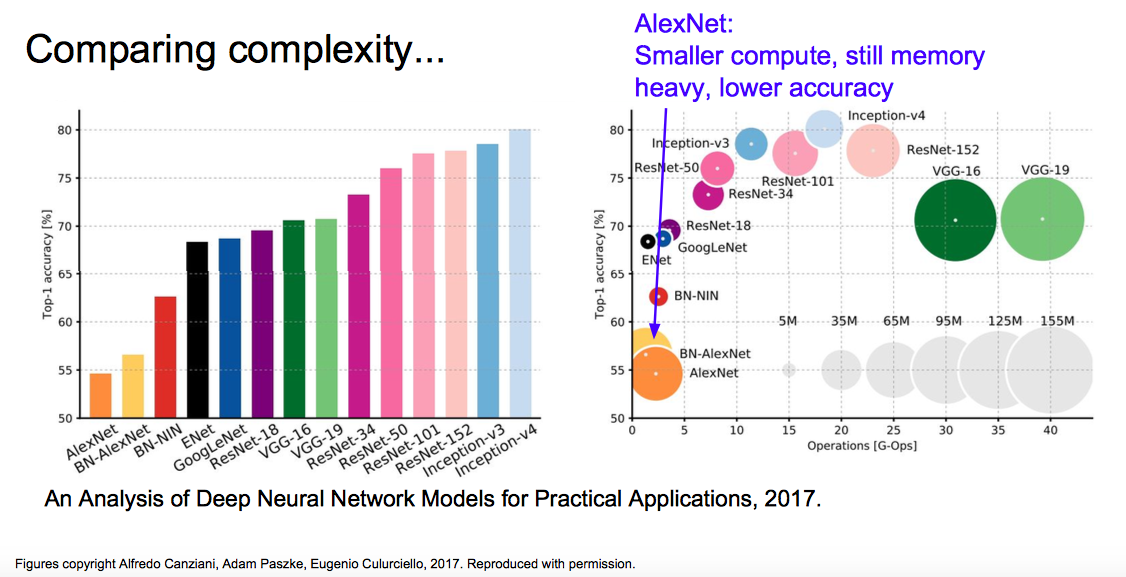 Comparing complexity...
AlexNet:
Smaller compute, still memory
heavy, lower accuracy
Top-1 accuracy [%]
80
75
70
65
60
55
50
AlexNet
BN-AlexNet
BN-NIN
ENet
GoogLeNet
ResNet-18
VGG-16
VGG-19
ResNet-34
ResNet-50
ResNet-101
ResNet-152
Inception-v3
Inception-v4
Top-1 accuracy [%]
80
75
70
65
60
55
50
Inception-v4
Inception-v3
ResNet-152
ResNet-50
VGG-16
VGG-19
ResNet-101
ResNet-34
ResNet-18
GoogLeNet
ENet
BN-NIN
5M 35M 65M 95M 125M 155M
BN-AlexNet
AlexNet
0 5 10 15 20 25 30 35 40
Operations [G-Ops]
An Analysis of Deep Neural Network Models for Practical Applications, 2017.
Figures copyright Alfredo Canziani, Adam Paszke, Eugenio Culurciello, 2017. Reproduced with permission.